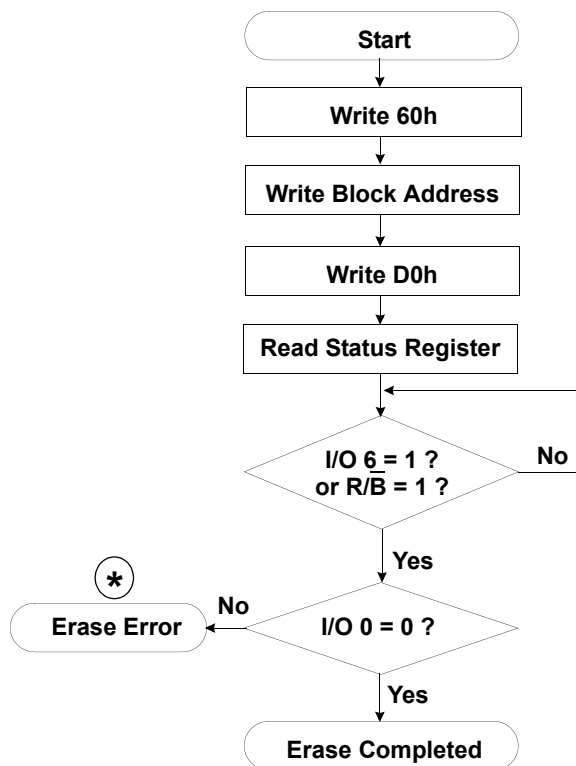 Start
Write 60h
Write Block Address
Write D0h
Read Status Register
I/O 6 = 1 ?
or R/B̅ = 1 ?
No
Yes
*
No
Erase Error
I/O 0 = 0 ?
Yes
Erase Completed